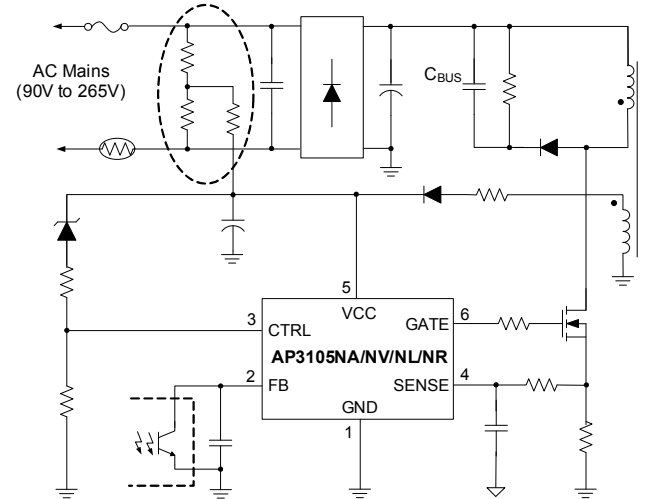 AC Mains
(90V to 265V)
CBUS
5
VCC
3
CTRL
GATE
6
AP3105NA/NV/NL/NR
2
FB
SENSE
4
GND
1